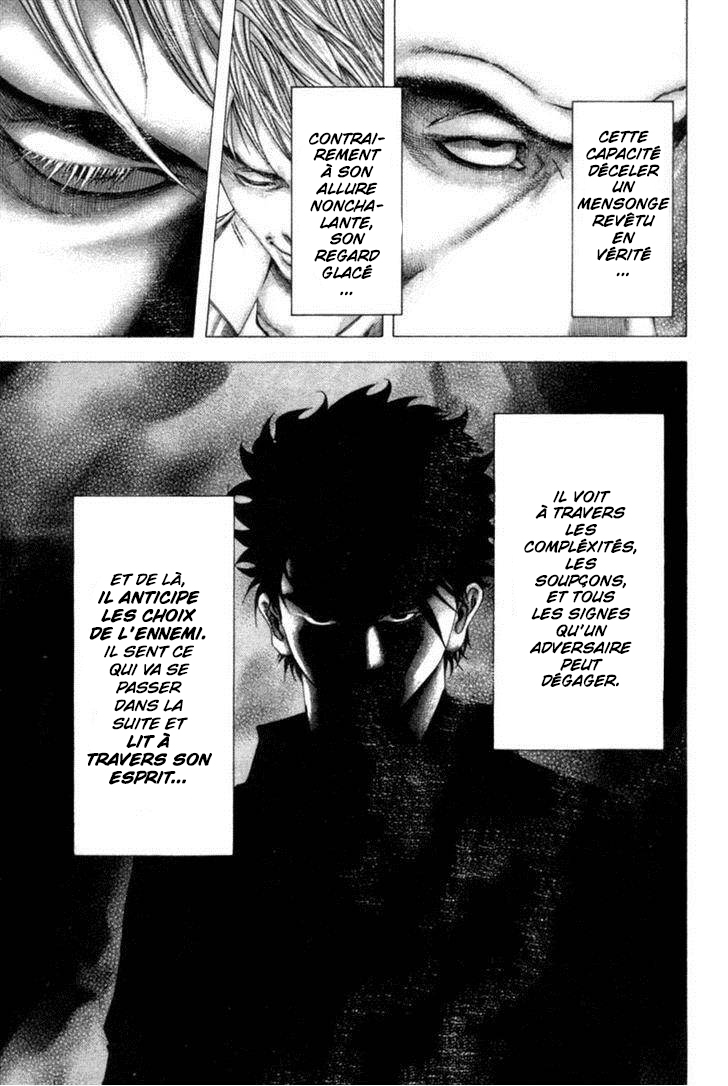 CETTE
CAPACITÉ
DÉCELER
UN
MENSONGE
REVÊTU
EN
VÉRITÉ
...
CONTRAI-
REMENT
À SON
ALLURE
NONCHA-
LANTE,
SON
REGARD
GLACÉ
...
IL VOIT
À TRAVERS
LES
COMPLÉXITÉS,
LES
SOUPÇONS,
ET TOUS
LES SIGNES
QU'UN
ADVERSAIRE
PEUT
DÉGAGER.
ET DE LÀ,
IL ANTICIPE
LES CHOIX
DE L'ENNEMI.
IL SENT CE
QUI VA SE
PASSER
DANS LA
SUITE ET
LIT À
TRAVERS SON
ESPRIT...